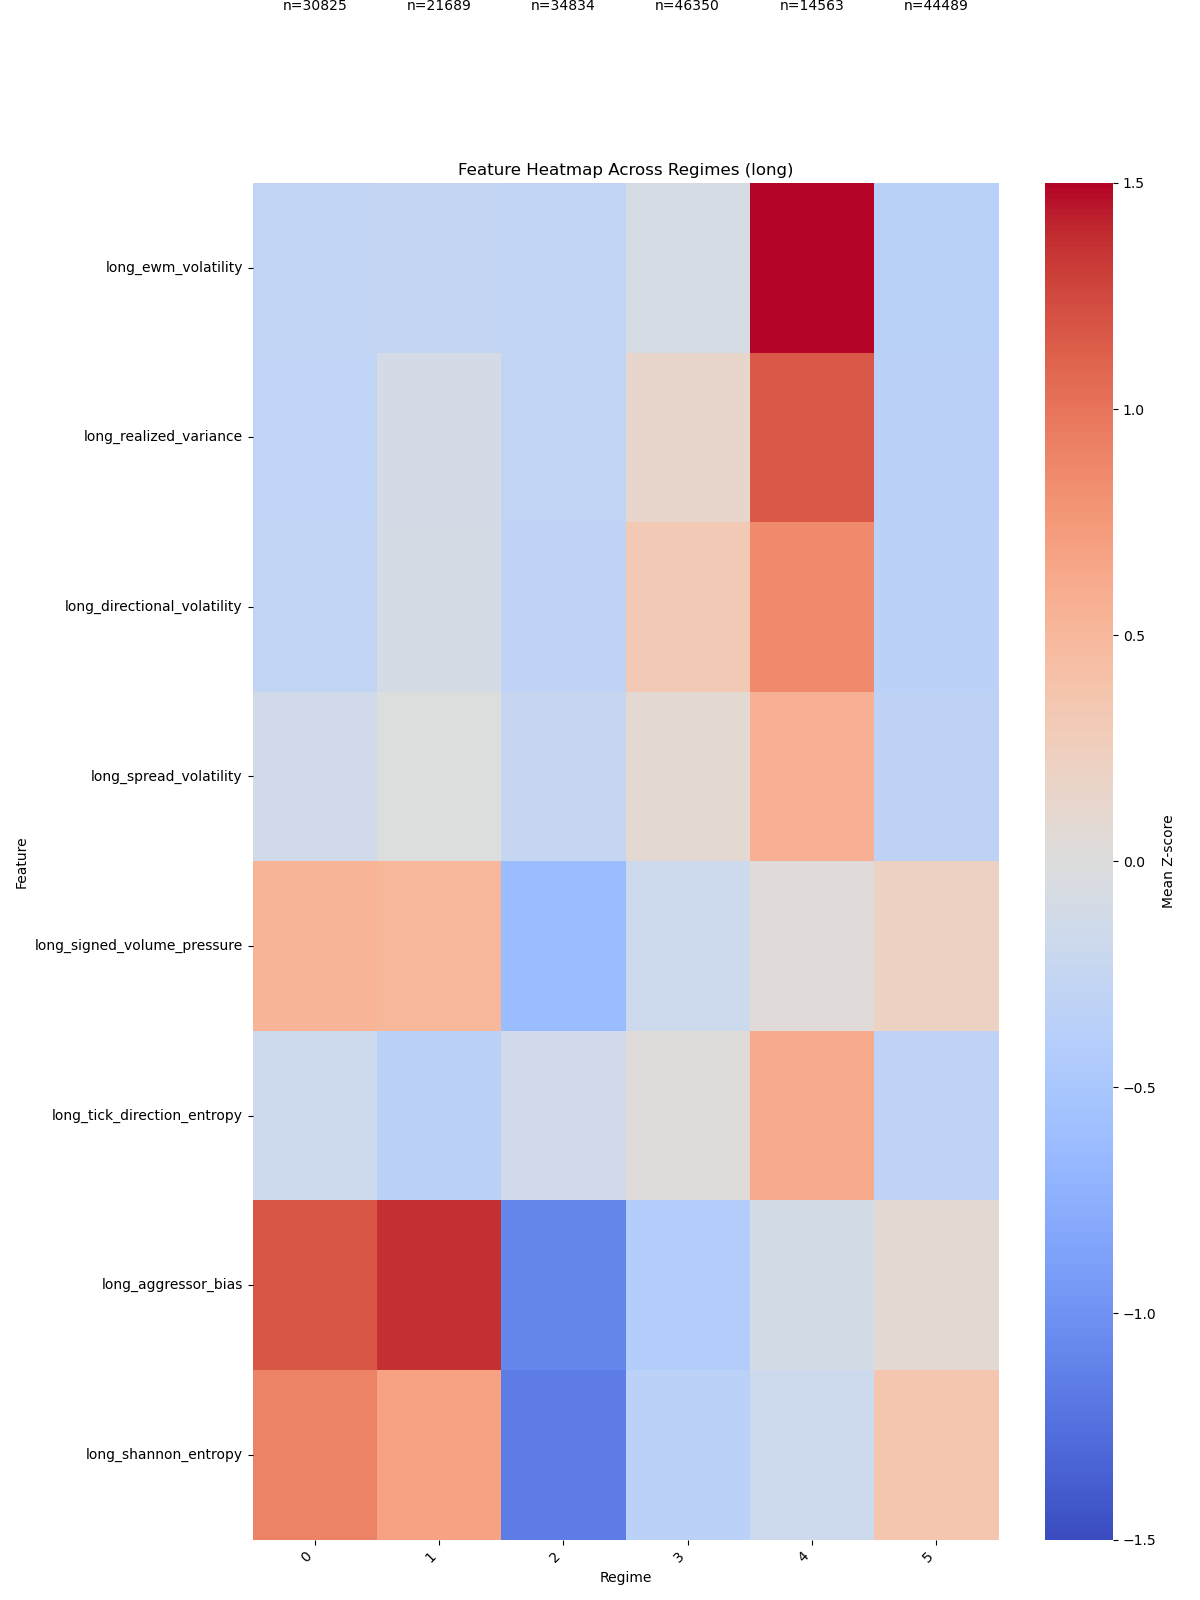 n=30825 n=21689 n=34834 n=46350 n=14563 n=44489
Feature Heatmap Across Regimes (long)
long_ewm_volatility
long_realized_variance
long_directional_volatility
long_spread_volatility
long_signed_volume_pressure
long_tick_direction_entropy
long_aggressor_bias
long_shannon_entropy
Feature
0 1 2 3 4 5
Regime
1.5
1.0
0.5
0.0
−0.5
−1.0
−1.5
Mean Z-score